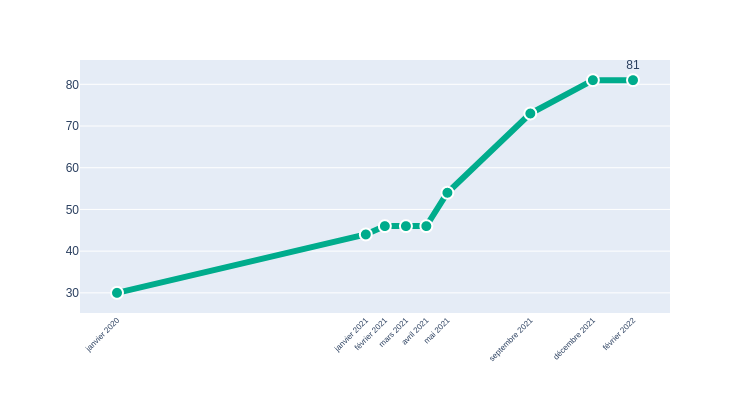 81
80
70
60
50
40
30
janvier 2020
janvier 2021
février 2021
mars 2021
avril 2021
mai 2021
septembre 2021
décembre 2021
février 2022